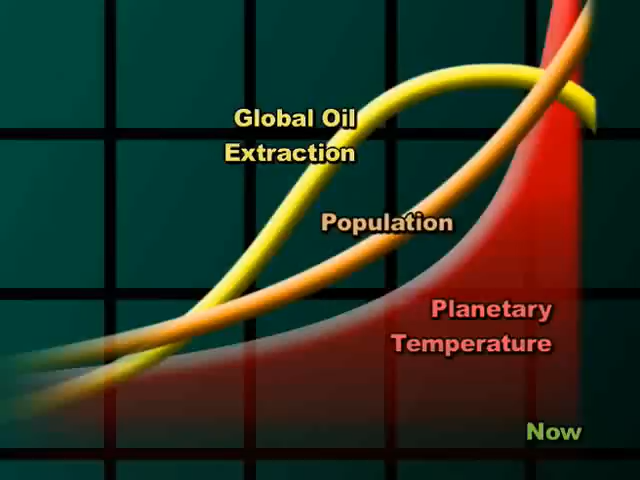 Global Oil
Extraction
Population
Planetary
Temperature
Now